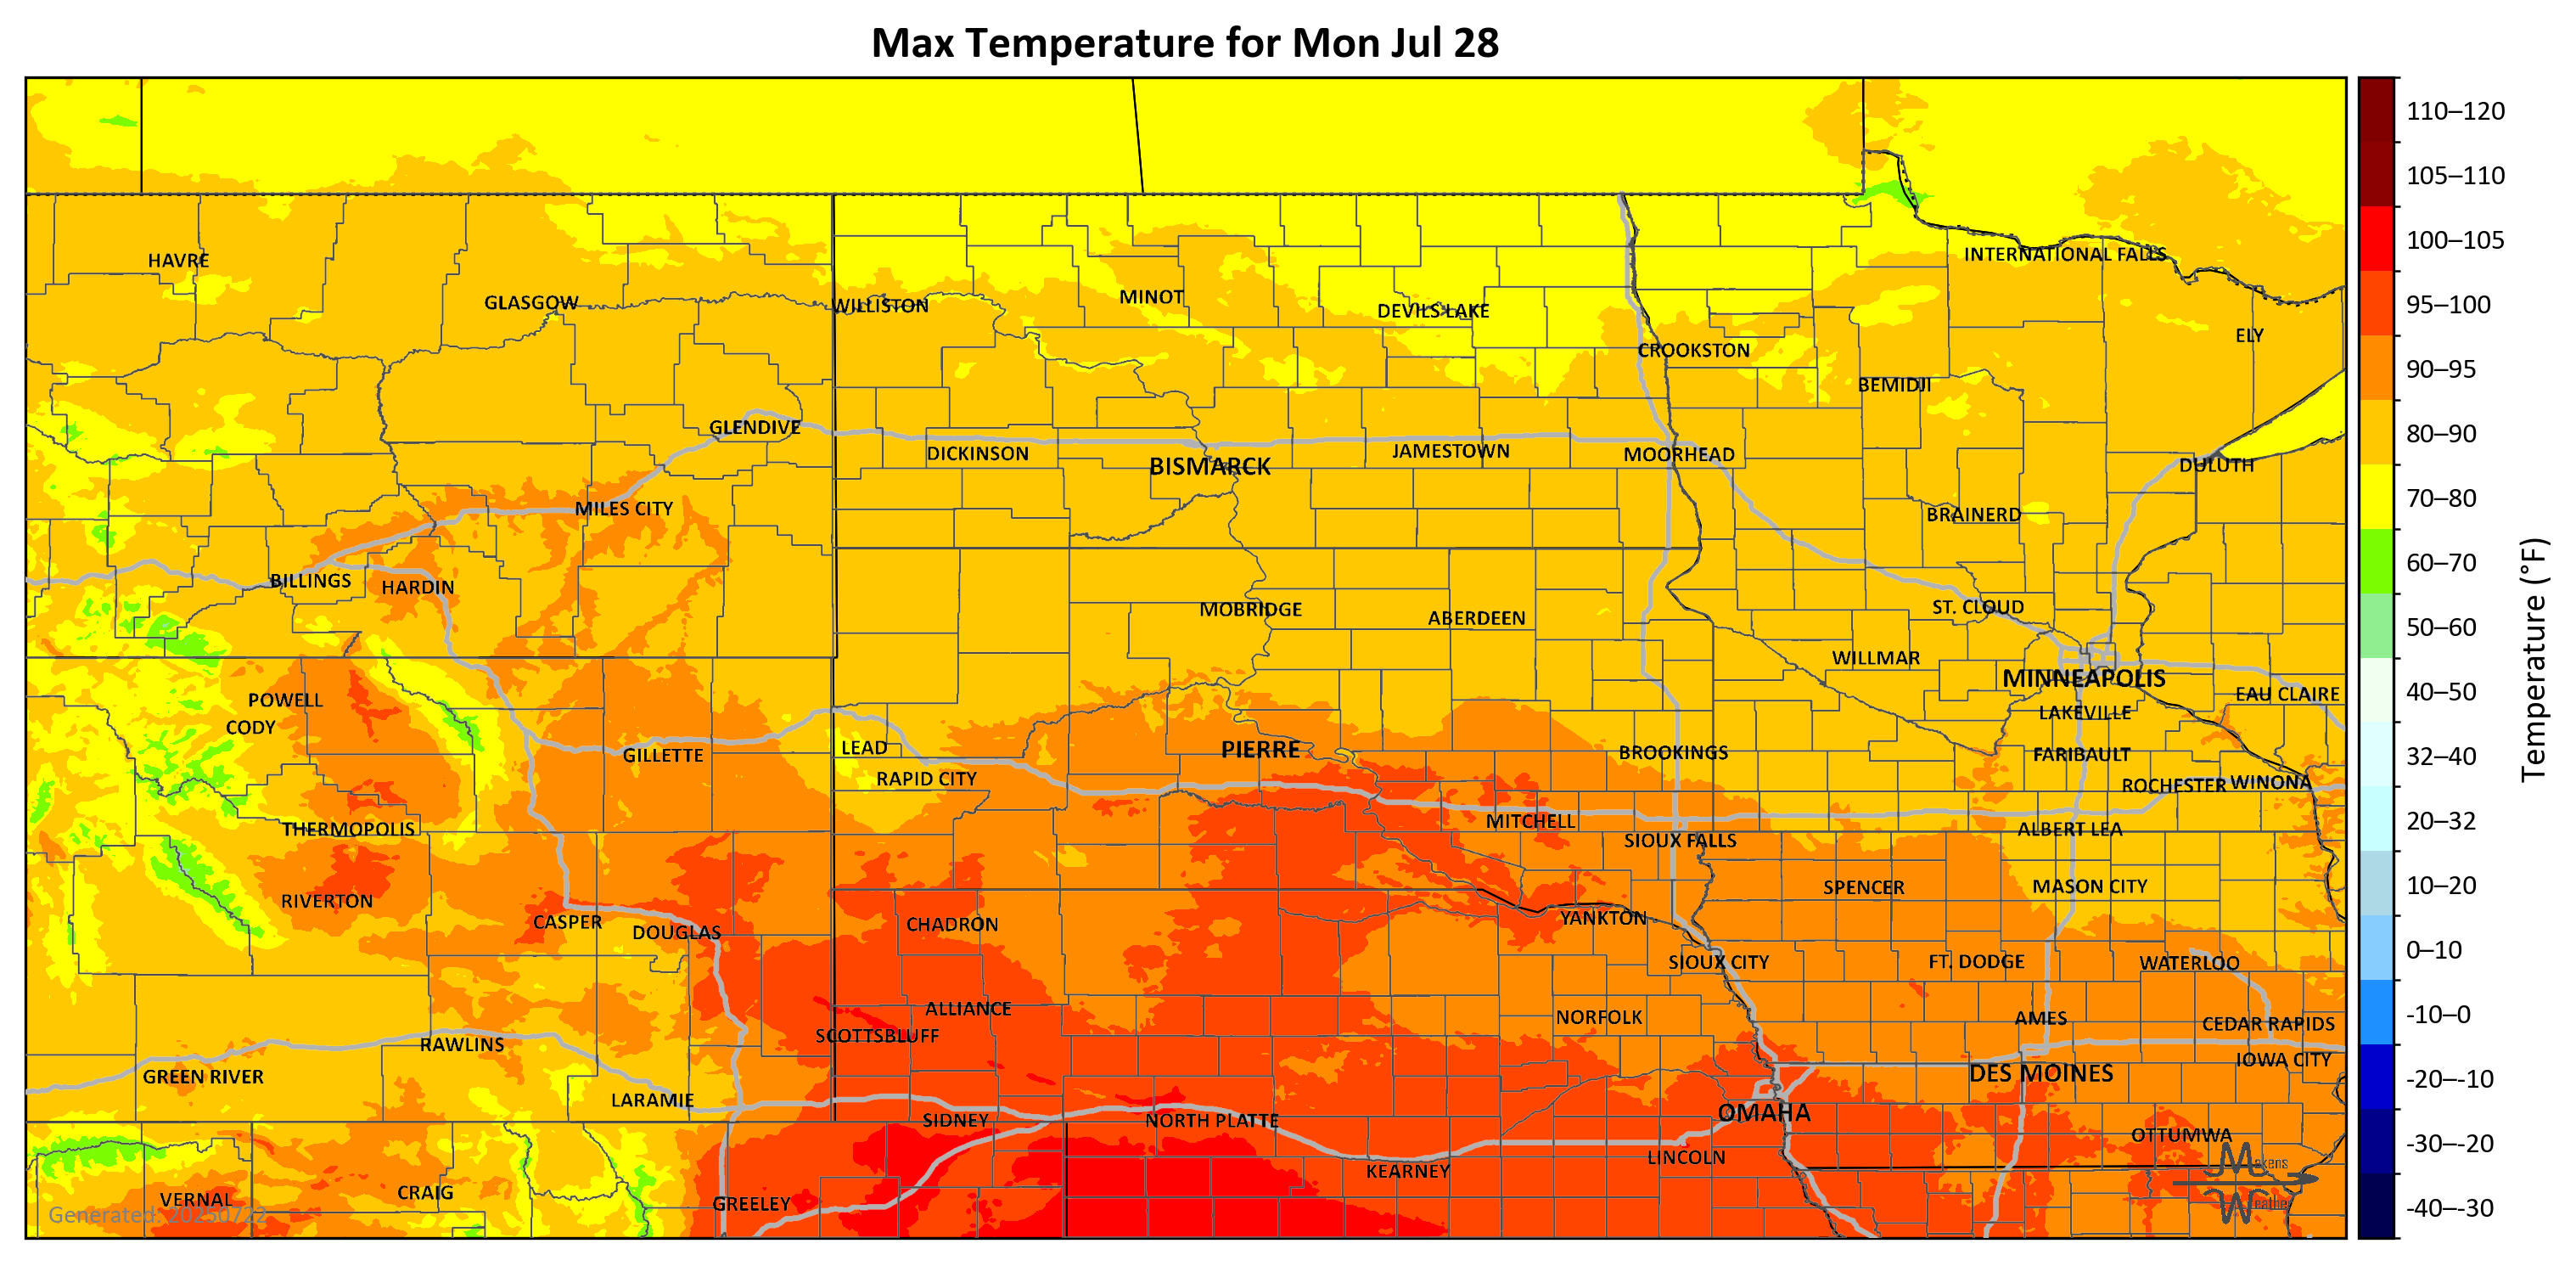 Max Temperature for Mon Jul 28
110–120
105–110
100–105
95–100
90–95
80–90
70–80
60–70
50–60
40–50
32–40
20–32
10–20
0–10
-10–0
-20–-10
-30–-20
-40–-30
Temperature (°F)
HAVRE
INTERNATIONAL FALLS
GLASGOW
WILLISTON
MINOT
DEVILS LAKE
ELY
CROOKSTON
BEMIDJI
GLENDIVE
DICKINSON
BISMARCK
JAMESTOWN
MOORHEAD
DULUTH
MILES CITY
BRAINERD
BILLINGS
HARDIN
MOBRIDGE
ABERDEEN
ST. CLOUD
WILLMAR
MINNEAPOLIS
EAU CLAIRE
POWELL
CODY
LAKEVILLE
GILLETTE
LEAD
RAPID CITY
PIERRE
BROOKINGS
FARIBAULT
ROCHESTER
WINONA
THERMOPOLIS
MITCHELL
SIOUX FALLS
ALBERT LEA
RIVERTON
CASPER
DOUGLAS
CHADRON
YANKTON
SPENCER
MASON CITY
SIOUX CITY
FT. DODGE
WATERLOO
ALLIANCE
SCOTTSBLUFF
NORFOLK
AMES
CEDAR RAPIDS
RAWLINS
IOWA CITY
GREEN RIVER
DES MOINES
LARAMIE
SIDNEY
NORTH PLATTE
OMAHA
OTTUMWA
KEARNEY
LINCOLN
VERNAL
CRAIG
GREELEY
Generated: 20250722
Makens
Weather